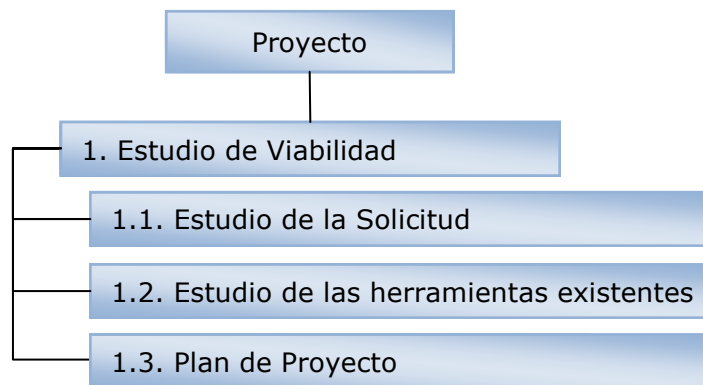 Proyecto
1. Estudio de Viabilidad
1.1. Estudio de la Solicitud
1.2. Estudio de las herramientas existentes
1.3. Plan de Proyecto